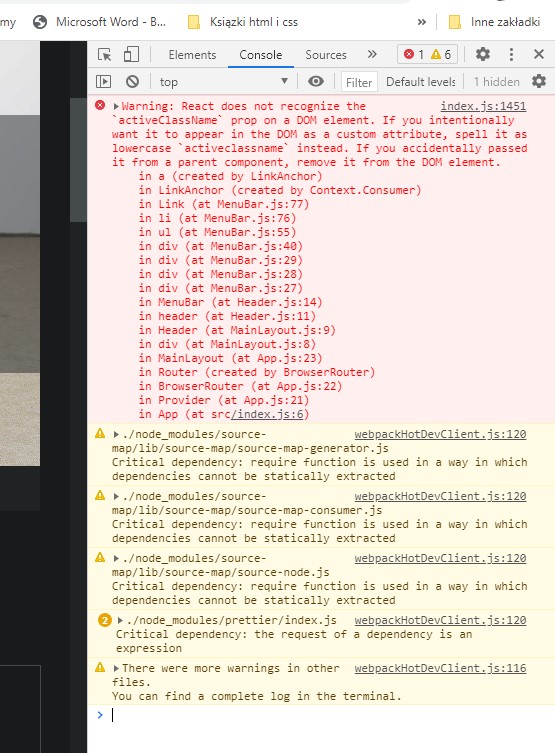 my Microsoft Word - B... Książki html i css » Inne zakładki
Elements Console Sources » 1 6
top ▼ Filter Default levels 1 hidden
▶Warning: React does not recognize the index.js:1451
`activeClassName` prop on a DOM element. If you intentionally
want it to appear in the DOM as a custom attribute, spell it as
lowercase `activeclassname` instead. If you accidentally passed
it from a parent component, remove it from the DOM element.
in a (created by LinkAnchor)
in LinkAnchor (created by Context.Consumer)
in Link (at MenuBar.js:77)
in li (at MenuBar.js:76)
in ul (at MenuBar.js:55)
in div (at MenuBar.js:40)
in div (at MenuBar.js:29)
in div (at MenuBar.js:28)
in div (at MenuBar.js:27)
in MenuBar (at Header.js:14)
in header (at Header.js:11)
in Header (at MainLayout.js:9)
in div (at MainLayout.js:8)
in MainLayout (at App.js:23)
in Router (created by BrowserRouter)
in BrowserRouter (at App.js:22)
in Provider (at App.js:21)
in App (at src/index.js:6)
▶./node_modules/source- webpackHotDevClient.js:120
map/lib/source-map/source-map-generator.js
Critical dependency: require function is used in a way in which
dependencies cannot be statically extracted
▶./node_modules/source- webpackHotDevClient.js:120
map/lib/source-map/source-map-consumer.js
Critical dependency: require function is used in a way in which
dependencies cannot be statically extracted
▶./node_modules/source- webpackHotDevClient.js:120
map/lib/source-map/source-node.js
Critical dependency: require function is used in a way in which
dependencies cannot be statically extracted
2 ▶./node_modules/prettier/index.js webpackHotDevClient.js:120
Critical dependency: the request of a dependency is an
expression
▶There were more warnings in other webpackHotDevClient.js:116
files.
You can find a complete log in the terminal.
>